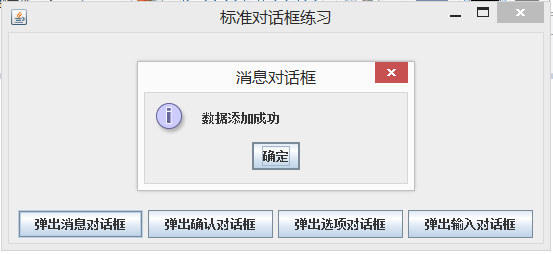 标准对话框练习
消息对话框
数据添加成功
确定
弹出消息对话框 弹出确认对话框 弹出选项对话框 弹出输入对话框